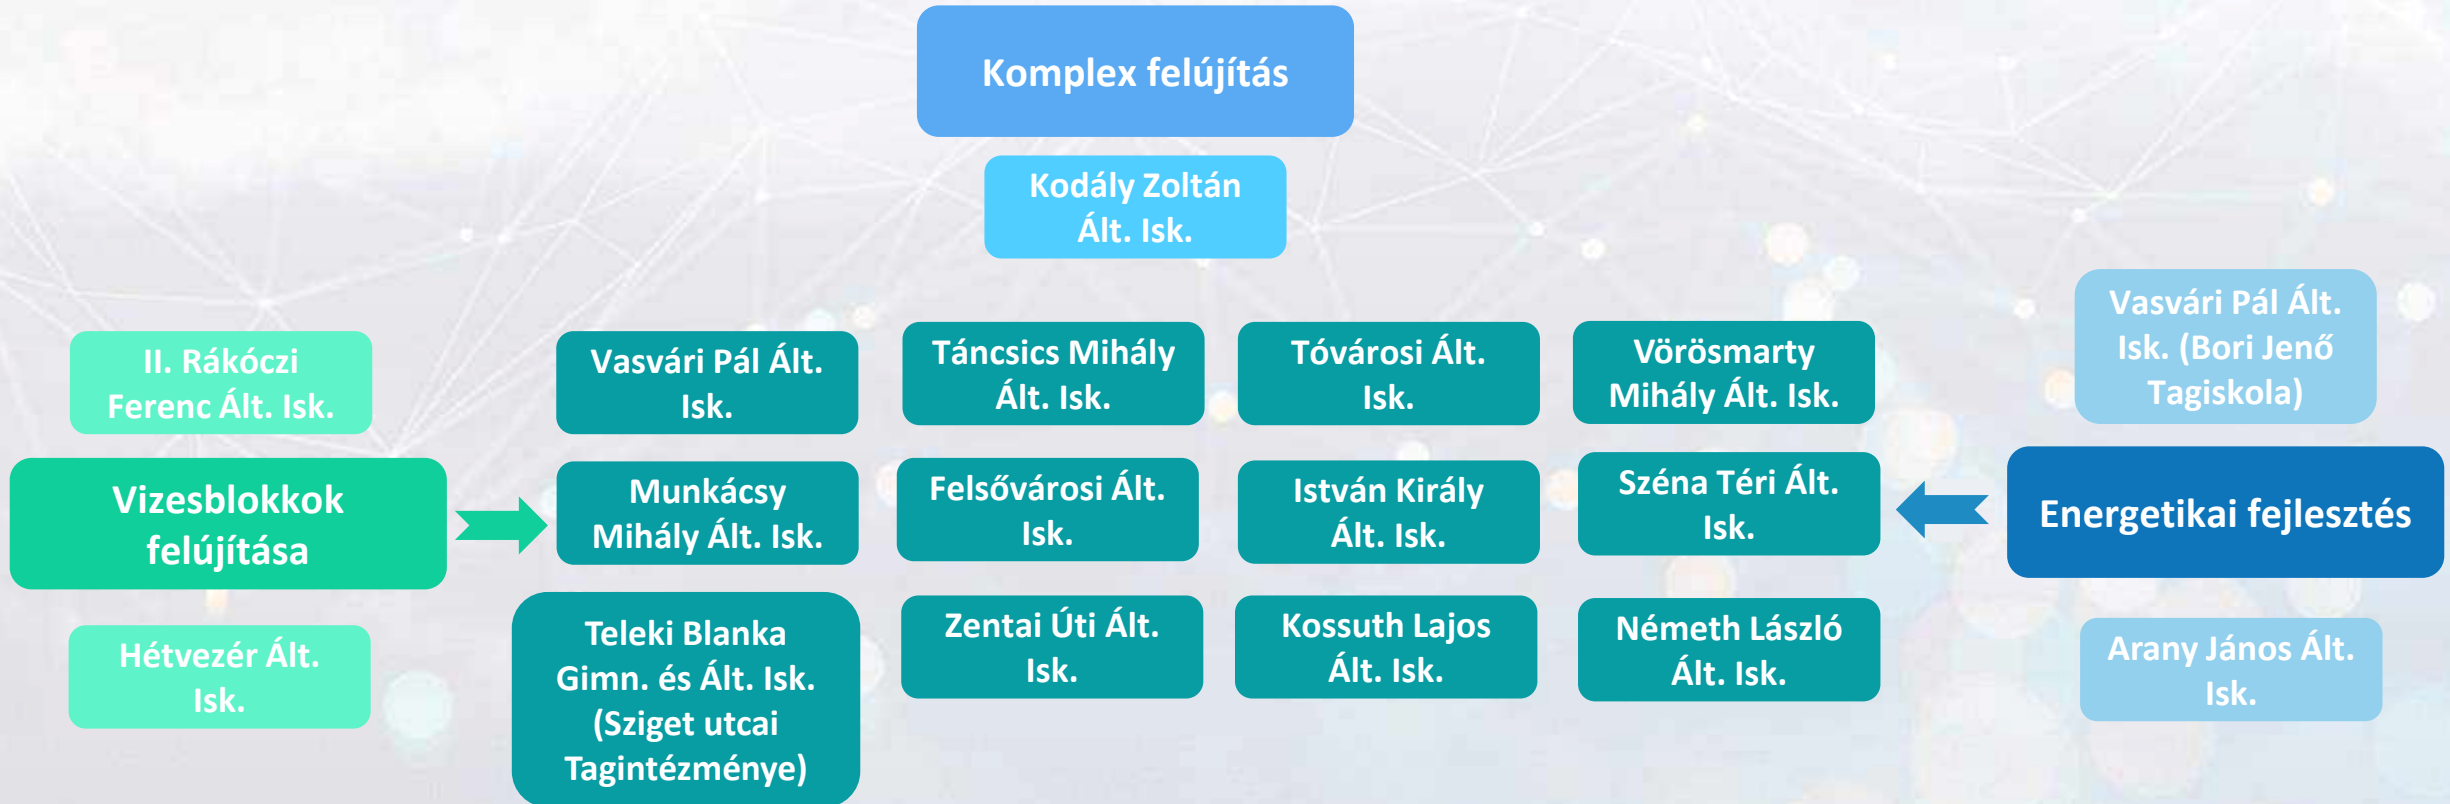 Komplex felújítás
Kodály Zoltán
Ált. Isk.
II. Rákóczi
Ferenc Ált. Isk.
Vizesblokkok
felújítása
Hétvezér Ált.
Isk.
Vasvári Pál Ált.
Isk.
Munkácsy
Mihály Ált. Isk.
Teleki Blanka
Gimn. és Ált. Isk.
(Sziget utcai
Tagintézménye)
Táncsics Mihály
Ált. Isk.
Felsővárosi Ált.
Isk.
Zentai Úti Ált.
Isk.
Tóvárosi Ált.
Isk.
István Király
Ált. Isk.
Kossuth Lajos
Ált. Isk.
Vörösmarty
Mihály Ált. Isk.
Széna Téri Ált.
Isk.
Németh László
Ált. Isk.
Vasvári Pál Ált.
Isk. (Bori Jenő
Tagiskola)
Energetikai fejlesztés
Arany János Ált.
Isk.